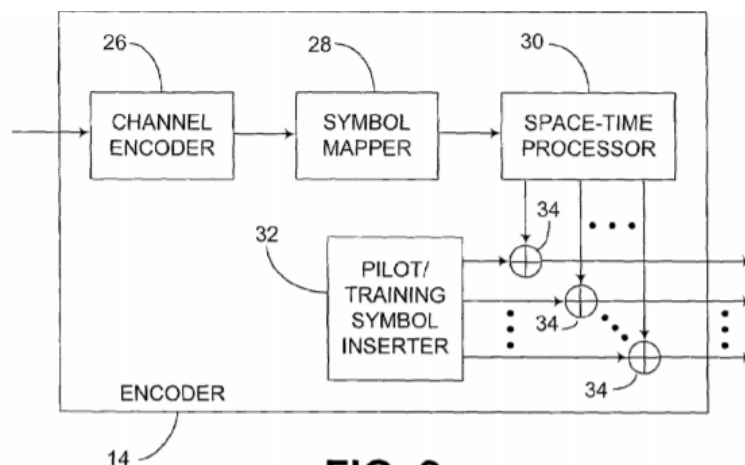 26
28
30
CHANNEL
ENCODER
SYMBOL
MAPPER
SPACE-TIME
PROCESSOR
34
32
PILOT/
TRAINING
SYMBOL
INSERTER
34
34
ENCODER
14